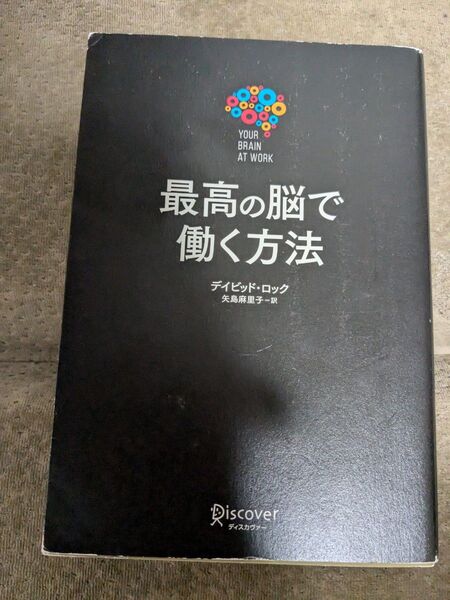 YOUR
BRAIN
AT WORK
最高の脳で
働く方法
デイビッド・ロック
矢島麻里子=訳
Discover
ディスカヴァー